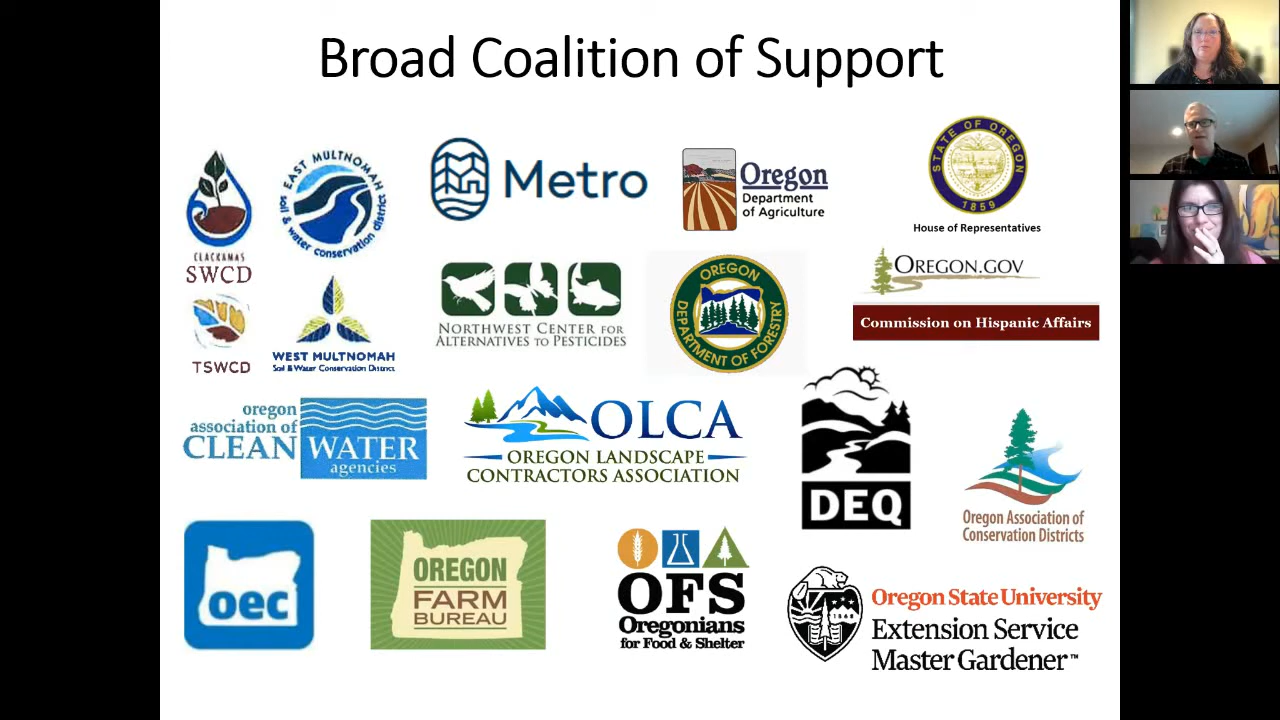 Broad Coalition of Support
CLACKAMAS
SWCD
EAST MULTNOMAH
soil & water conservation district
Metro
Oregon
Department
of Agriculture
STATE OF OREGON
1859
House of Representatives
TSWCD
WEST MULTNOMAH
Soil & Water Conservation District
NORTHWEST CENTER FOR
ALTERNATIVES TO PESTICIDES
OREGON
DEPARTMENT OF FORESTRY
OREGON.GOV
Commission on Hispanic Affairs
oregon
association of
CLEAN WATER
agencies
OLCA
OREGON LANDSCAPE
CONTRACTORS ASSOCIATION
DEQ
Oregon Association of
Conservation Districts
oec
OREGON
FARM
BUREAU
OFS
Oregonians
for Food & Shelter
Oregon State University
Extension Service
Master Gardener™